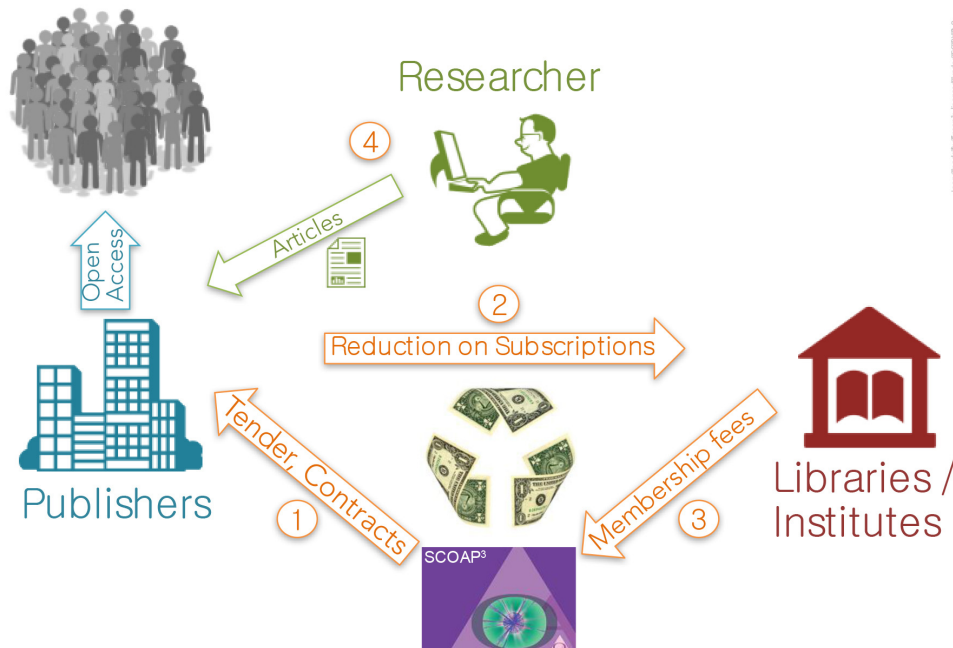 Researcher
4
Articles
Open
Access
2
Reduction on Subscriptions
Tender, Contracts
1
Publishers
Membership fees
3
Libraries /
Institutes
SCOAP³